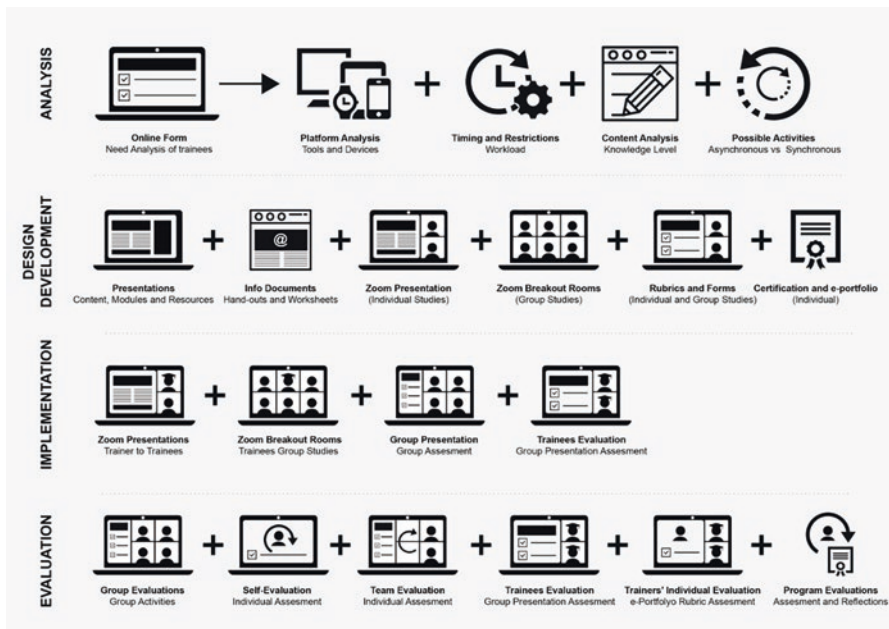 ANALYSIS
Online Form
Need Analysis of trainees
Platform Analysis
Tools and Devices
Timing and Restrictions
Workload
Content Analysis
Knowledge Level
Possible Activities
Asynchronous vs Synchronous
DESIGN
DEVELOPMENT
Presentations
Content, Modules and Resources
@
Info Documents
Hand-outs and Worksheets
Zoom Presentation
(Individual Studies)
Zoom Breakout Rooms
(Group Studies)
Rubrics and Forms
(Individual and Group Studies)
Certification and e-portfolio
(Individual)
IMPLEMENTATION
Zoom Presentations
Trainer to Trainees
Zoom Breakout Rooms
Trainees Group Studies
Group Presentation
Group Assesment
Trainees Evaluation
Group Presentation Assesment
EVALUATION
Group Evaluations
Group Activities
Self-Evaluation
Individual Assesment
Team Evaluation
Individual Assesment
Trainees Evaluation
Group Presentation Assesment
Trainers' Individual Evaluation
e-Portfolyo Rubric Assesment
Program Evaluations
Assesment and Reflections